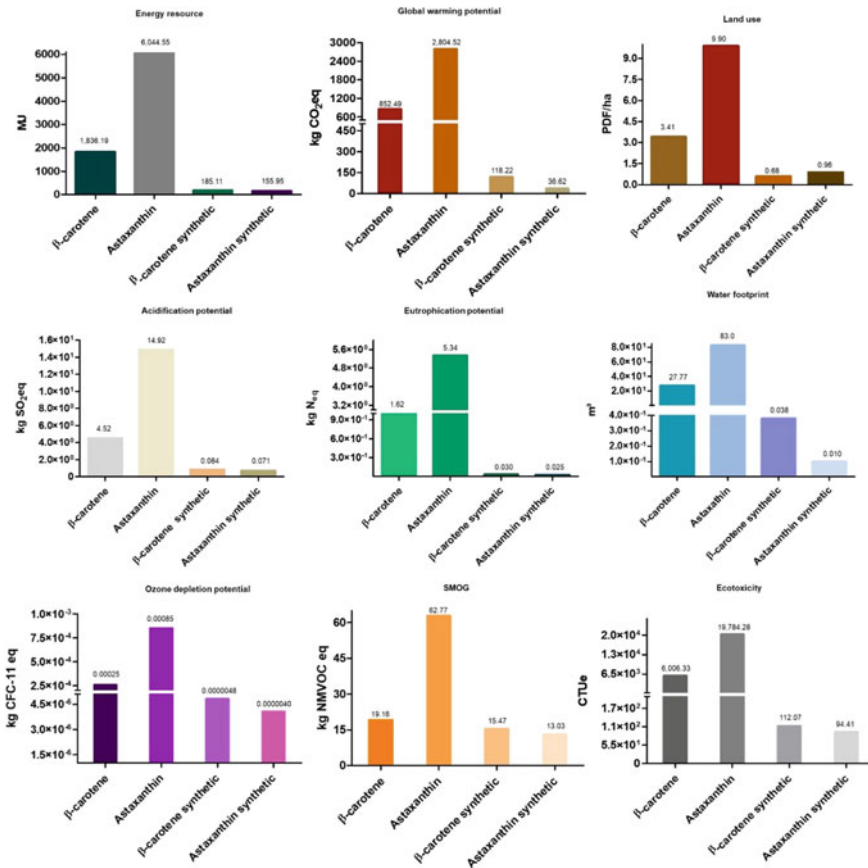 Energy resource
6,044.55
6000
5000
4000
MJ
3000
1,836.19
2000
1000
185.11
155.95
0
β-carotene
Astaxanthin
β-carotene synthetic
Astaxanthin synthetic
Global warming potential
3000
2,804.52
2400
1800
1200
852.49
600
kg CO₂eq
450
300
150
118.22
36.62
0
β-carotene
Astaxanthin
β-carotene synthetic
Astaxanthin synthetic
Land use
9.90
9.0
7.5
6.0
PDF/ha
4.5
3.41
3.0
1.5
0.68
0.96
0.0
β-carotene
Astaxanthin
β-carotene synthetic
Astaxanthin synthetic
Acidification potential
1.6×10¹
14.92
1.4×10¹
1.2×10¹
1.0×10¹
kg SO₂eq
8.0×10⁰
6.0×10⁰
4.52
4.0×10⁰
2.0×10⁰
0.084
0.071
0
β-carotene
Astaxanthin
β-carotene synthetic
Astaxanthin synthetic
Eutrophication potential
5.6×10⁰
5.34
4.0×10⁰
3.2×10⁰
1.62
kg Neq
9.0×10⁻¹
6.0×10⁻¹
3.0×10⁻¹
0.030
0.025
β-carotene
Astaxanthin
β-carotene synthetic
Astaxanthin synthetic
Water footprint
83.0
8.0×10¹
6.0×10¹
4.0×10¹
27.77
2.0×10¹
m³
4.0×10⁻¹
3.0×10⁻¹
2.0×10⁻¹
1.0×10⁻¹
0.038
0.010
β-carotene
Astaxathin
β-carotene synthetic
Astaxanthin synthetic
Ozone depletion potential
1.0×10⁻³
0.00085
7.5×10⁻⁴
5.0×10⁻⁴
0.00025
2.5×10⁻⁴
kg CFC-11 eq
0.0000048
0.0000040
4.5×10⁻⁶
3.0×10⁻⁶
1.5×10⁻⁶
β-carotene
Astaxanthin
β-carotene synthetic
Astaxanthin synthetic
SMOG
62.77
60
45
kg NMVOC eq
30
19.16
15.47
13.03
15
0
β-carotene
Astaxanthin
β-carotene synthetic
Astaxanthin synthetic
Ecotoxicity
19,784.28
2.0×10⁴
1.3×10⁴
6,006.33
6.5×10³
CTUe
1.7×10²
112.07
94.41
1.1×10²
5.5×10¹
0
β-carotene
Astaxanthin
β-carotene synthetic
Astaxanthin synthetic